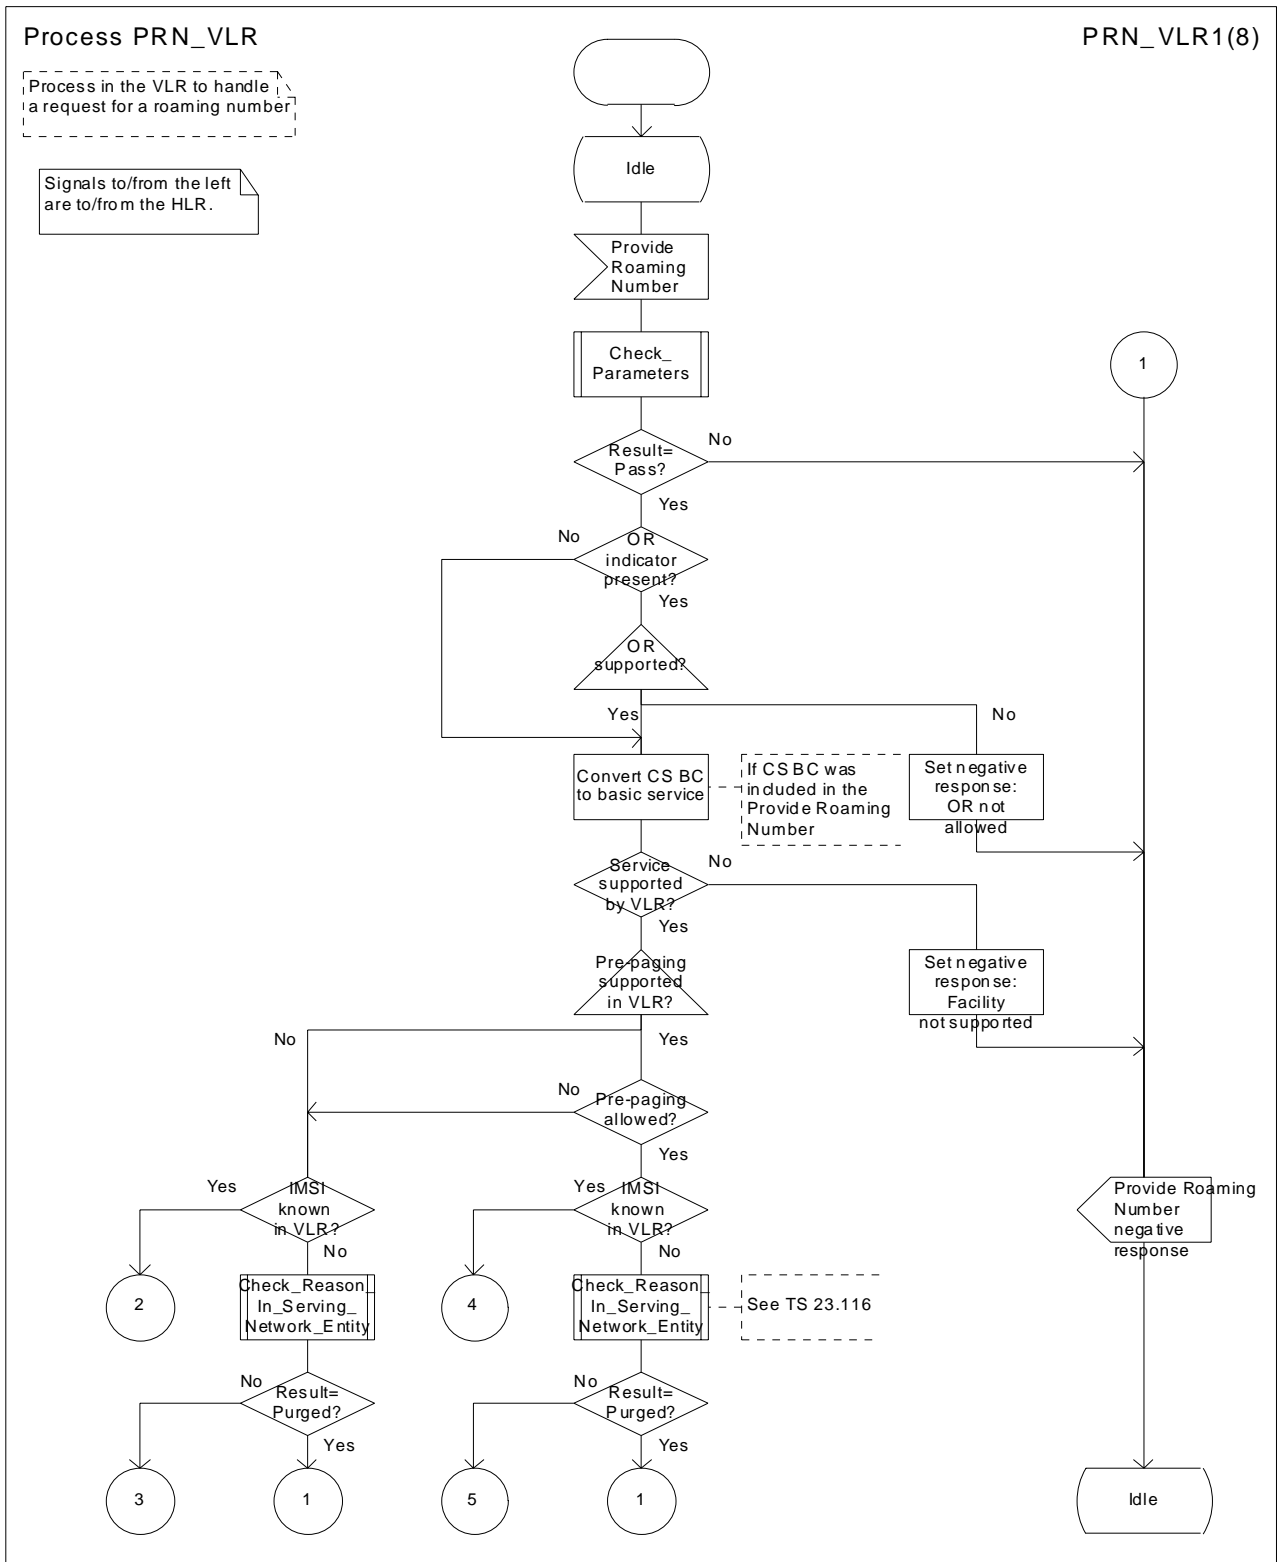 Process PRN_VLR
PRN_VLR1(8)
Process in the VLR to handle
a request for a roaming number
Signals to/from the left
are to/from the HLR.
Idle
Provide
Roaming
Number
Check_
Parameters
1
Result=
Pass?
No
Yes
No
OR
indicator
present?
Yes
OR
supported?
Yes
No
Convert CS BC
to basic service
If CS BC was
included in the
Provide Roaming
Number
Set negative
response:
OR not
allowed
Service
supported
by VLR?
No
Yes
Pre-paging
supported
in VLR?
Set negative
response:
Facility
not supported
No
Yes
No
Pre-paging
allowed?
Yes
Yes
IMSI
known
in VLR?
No
Yes
IMSI
known
in VLR?
No
Provide Roaming
Number
negative
response
2
Check_Reason_
In_Serving_
Network_Entity
4
Check_Reason_
In_Serving_
Network_Entity
See TS 23.116
No
Result=
Purged?
Yes
No
Result=
Purged?
Yes
3
1
5
1
Idle